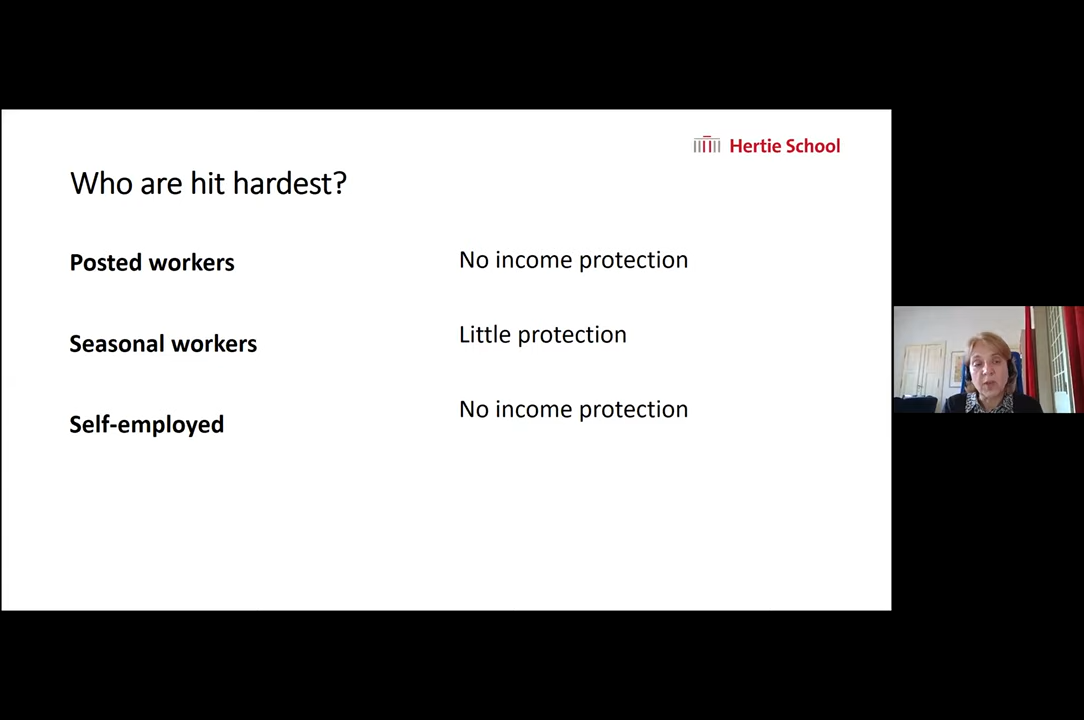 Hertie School
Who are hit hardest?
Posted workers
No income protection
Seasonal workers
Little protection
Self-employed
No income protection